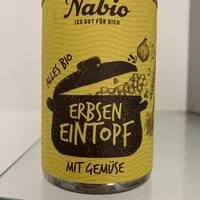 Nabio
ISS GUT FÜR DICH
ALLES BIO
ERBSEN
EINTOPF
MIT GEMÜSE